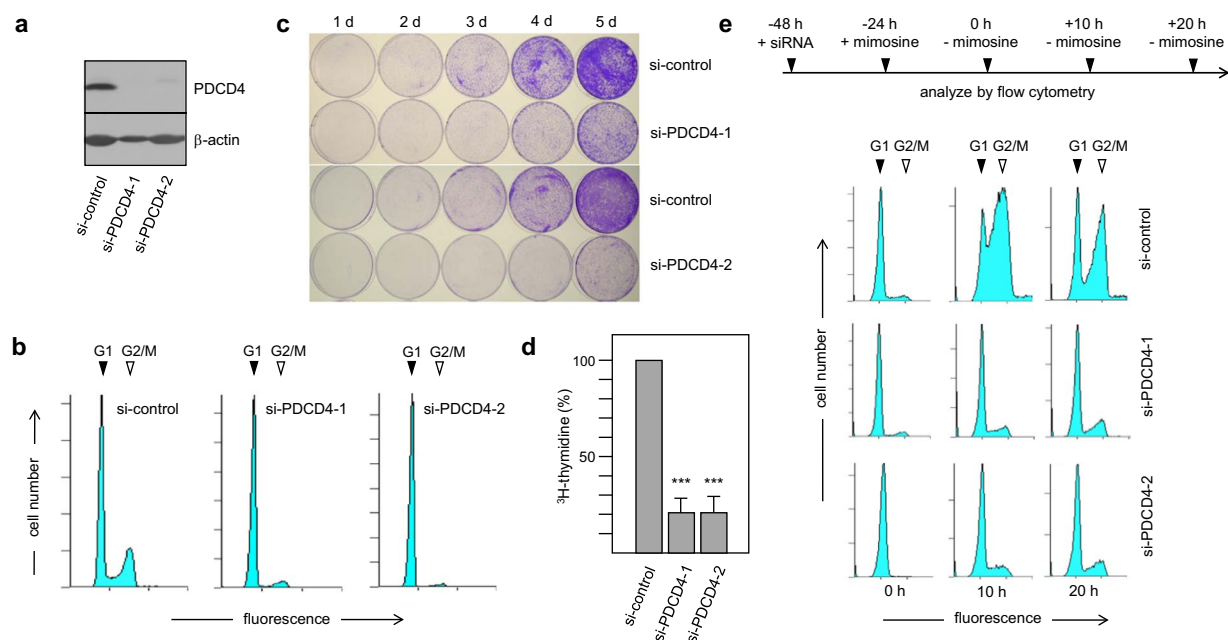 a
PDCD4
β-actin
si-control
si-PDCD4-1
si-PDCD4-2
c
1 d 2 d 3 d 4 d 5 d
si-control
si-PDCD4-1
si-control
si-PDCD4-2
b
G1 G2/M G1 G2/M G1 G2/M
si-control si-PDCD4-1 si-PDCD4-2
cell number
fluorescence
d
100
50
³H-thymidine (%)
*** ***
si-control
si-PDCD4-1
si-PDCD4-2
e
-48 h -24 h 0 h +10 h +20 h
+ siRNA + mimosine - mimosine - mimosine - mimosine
analyze by flow cytometry
G1 G2/M G1 G2/M G1 G2/M
cell number
si-control
si-PDCD4-1
si-PDCD4-2
0 h 10 h 20 h
fluorescence